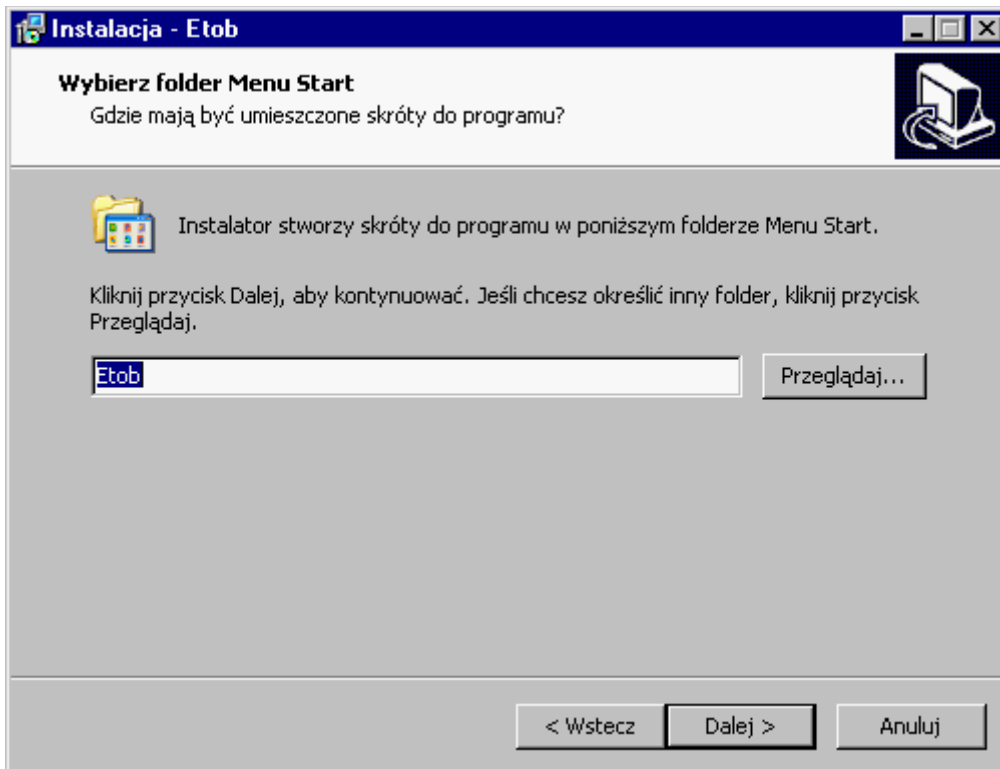 Instalacja - Etob
Wybierz folder Menu Start
Gdzie mają być umieszczone skróty do programu?
Instalator stworzy skróty do programu w poniższym folderze Menu Start.
Kliknij przycisk Dalej, aby kontynuować. Jeśli chcesz określić inny folder, kliknij przycisk
Przeglądaj.
Etob
Przeglądaj...
< Wstecz
Dalej >
Anuluj